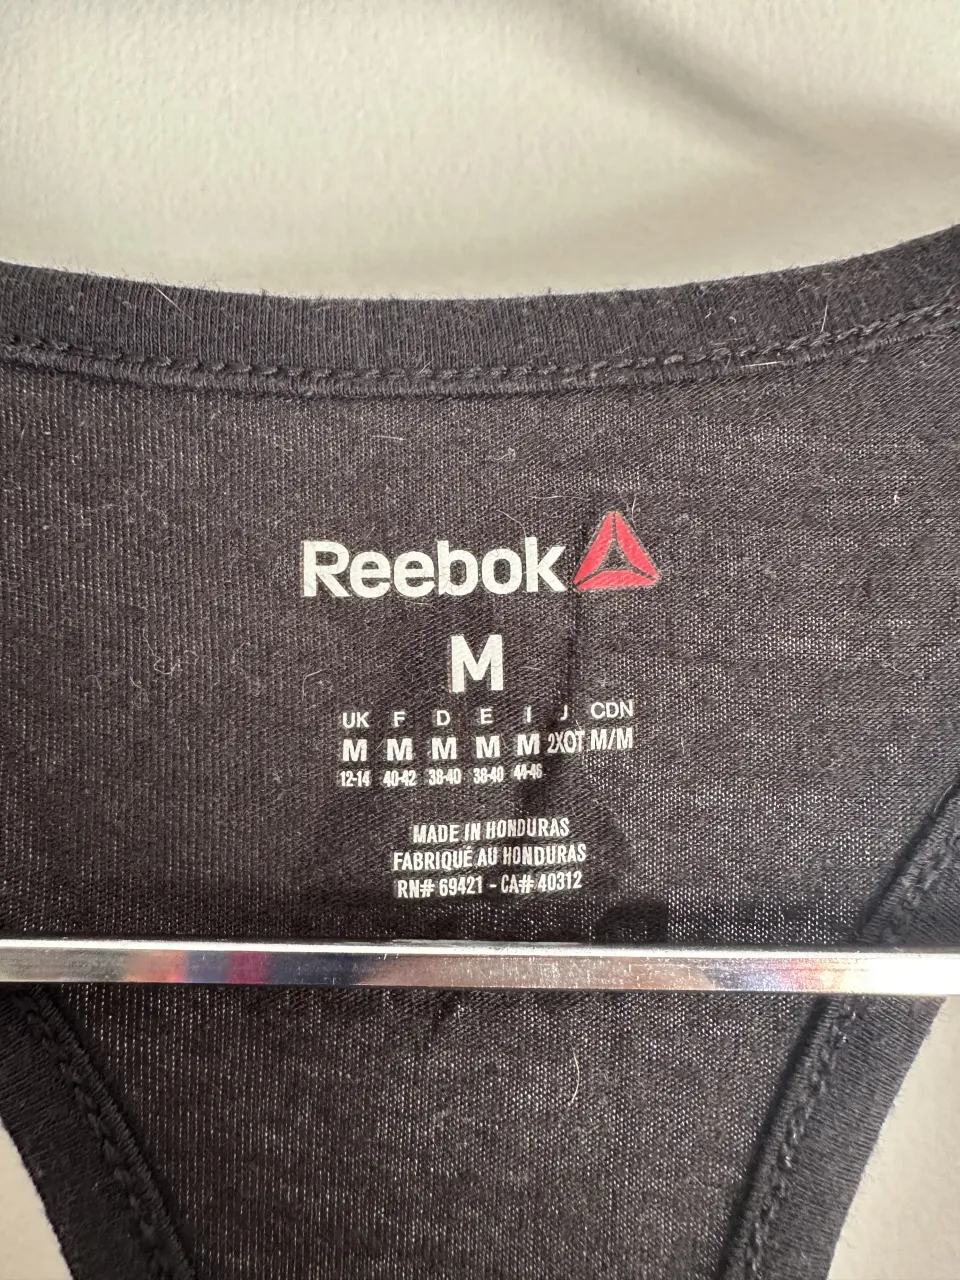 Reebok
M
UK F D E I J CDN
M M M M M 2XOT M/M
12-14 40-42 38-40 38-40 44-46
MADE IN HONDURAS
FABRIQUÉ AU HONDURAS
RN# 69421 - CA# 40312